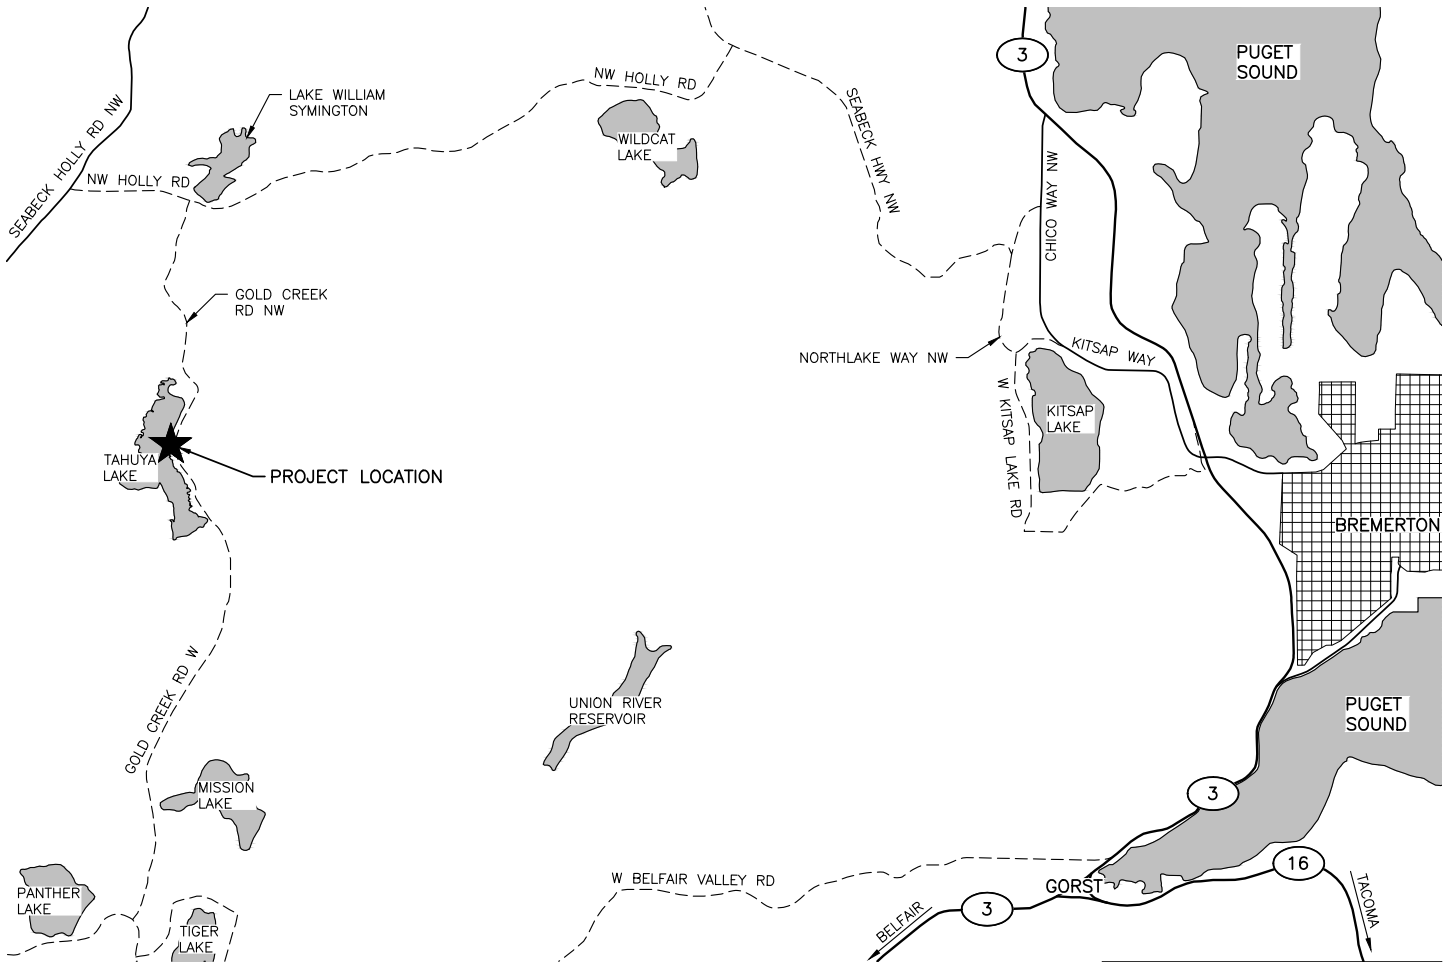 3
PUGET
SOUND
NW HOLLY RD
LAKE WILLIAM
SYMINGTON
SEABECK HOLLY RD NW
SEABECK HWY NW
WILDCAT
LAKE
NW HOLLY RD
CHICO WAY NW
GOLD CREEK
RD NW
NORTHLAKE WAY NW
KITSAP WAY
W KITSAP LAKE RD
KITSAP
LAKE
TAHUYA
LAKE
PROJECT LOCATION
BREMERTON
GOLD CREEK RD W
UNION RIVER
RESERVOIR
PUGET
SOUND
MISSION
LAKE
3
16
W BELFAIR VALLEY RD
GORST
PANTHER
LAKE
3
TACOMA
BELFAIR
TIGER
LAKE